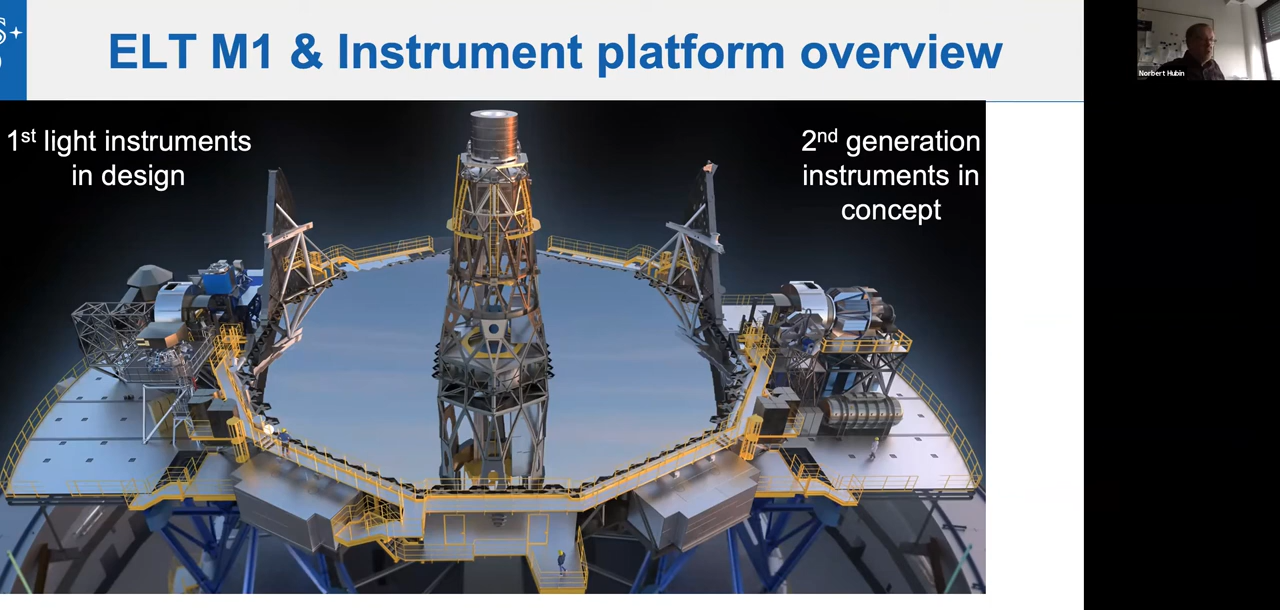 ELT M1 & Instrument platform overview
1st light instruments
in design
2nd generation
instruments in
concept
Norbert Hubin